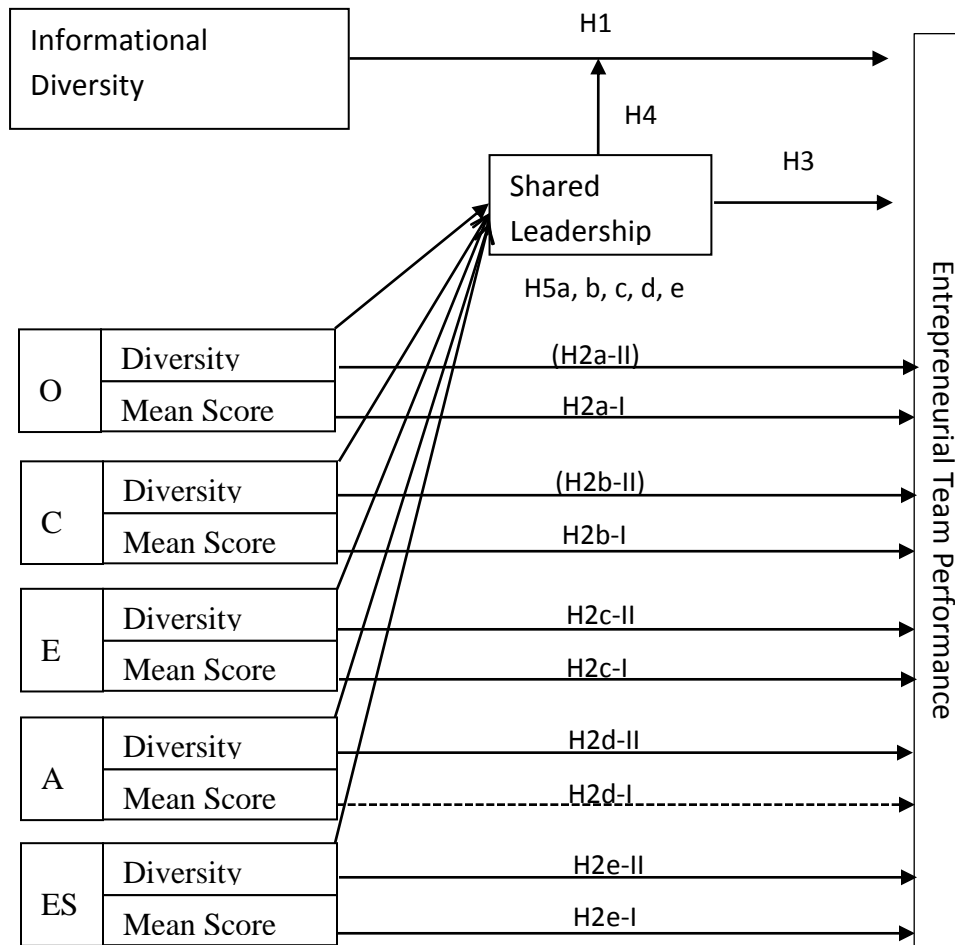 H1
Informational
Diversity
H4
H3
Shared
Leadership
H5a, b, c, d, e
Entrepreneurial Team Performance
O
Diversity
(H2a-II)
Mean Score
H2a-I
C
Diversity
(H2b-II)
Mean Score
H2b-I
E
Diversity
H2c-II
Mean Score
H2c-I
A
Diversity
H2d-II
Mean Score
H2d-I
ES
Diversity
H2e-II
Mean Score
H2e-I